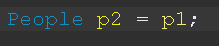 People p2 = p1;